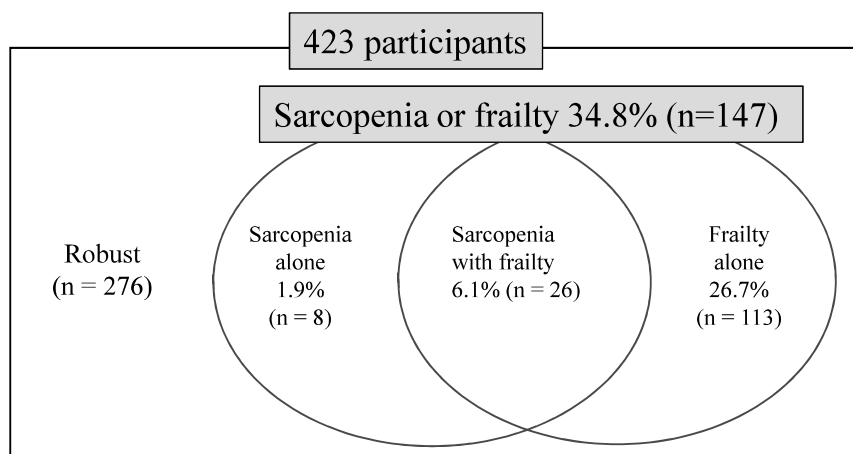 423 participants
Sarcopenia or frailty 34.8% (n=147)
Robust
(n = 276)
Sarcopenia
alone
1.9%
(n = 8)
Sarcopenia
with frailty
6.1% (n = 26)
Frailty
alone
26.7%
(n = 113)